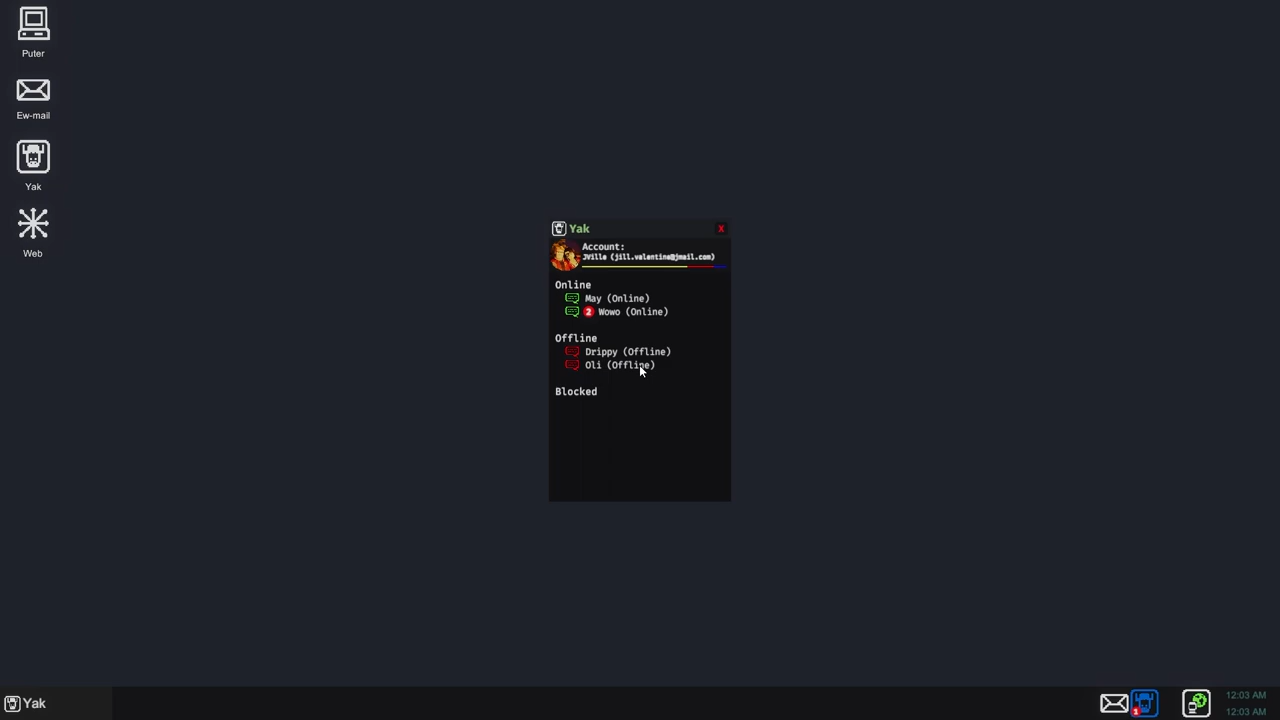 Puter
Ew-mail
Yak
Web
Yak
X
Account:
JVille (jill.valentine@jmail.com)
Online
May (Online)
2 Wowo (Online)
Offline
Drippy (Offline)
Oli (Offline)
Blocked
Yak
1
12:03 AM
12:03 AM